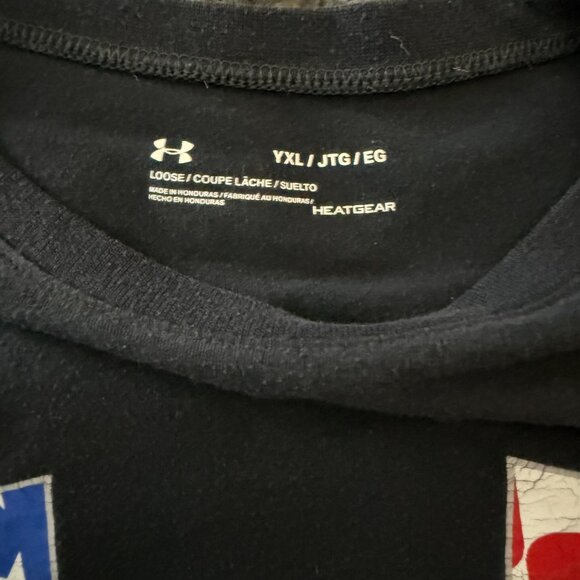 YXL / JTG / EG
LOOSE / COUPE LÂCHE / SUELTO
MADE IN HONDURAS / FABRIQUÉ AU HONDURAS /
HECHO EN HONDURAS
HEATGEAR